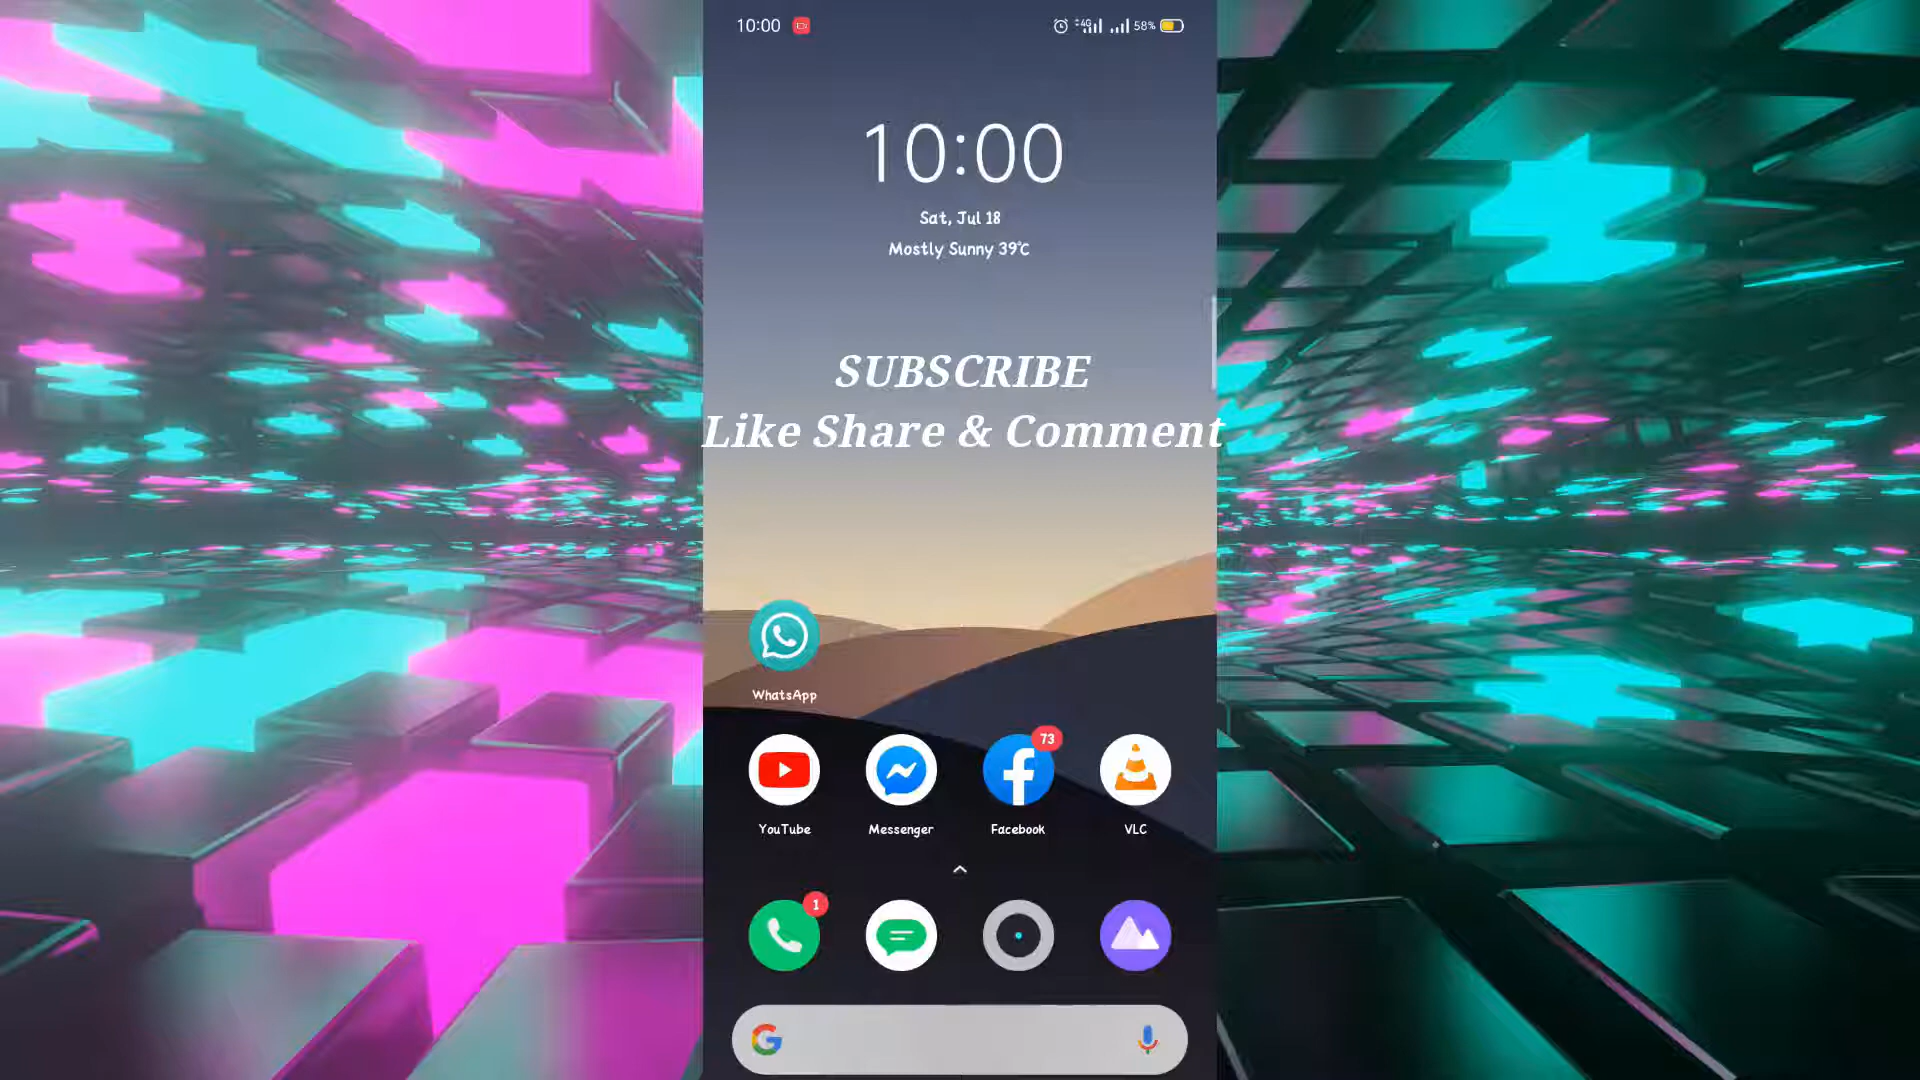 10:00
4G 58%
10:00
Sat, Jul 18
Mostly Sunny 39°C
SUBSCRIBE
Like Share & Comment
WhatsApp
73
YouTube Messenger Facebook VLC
1